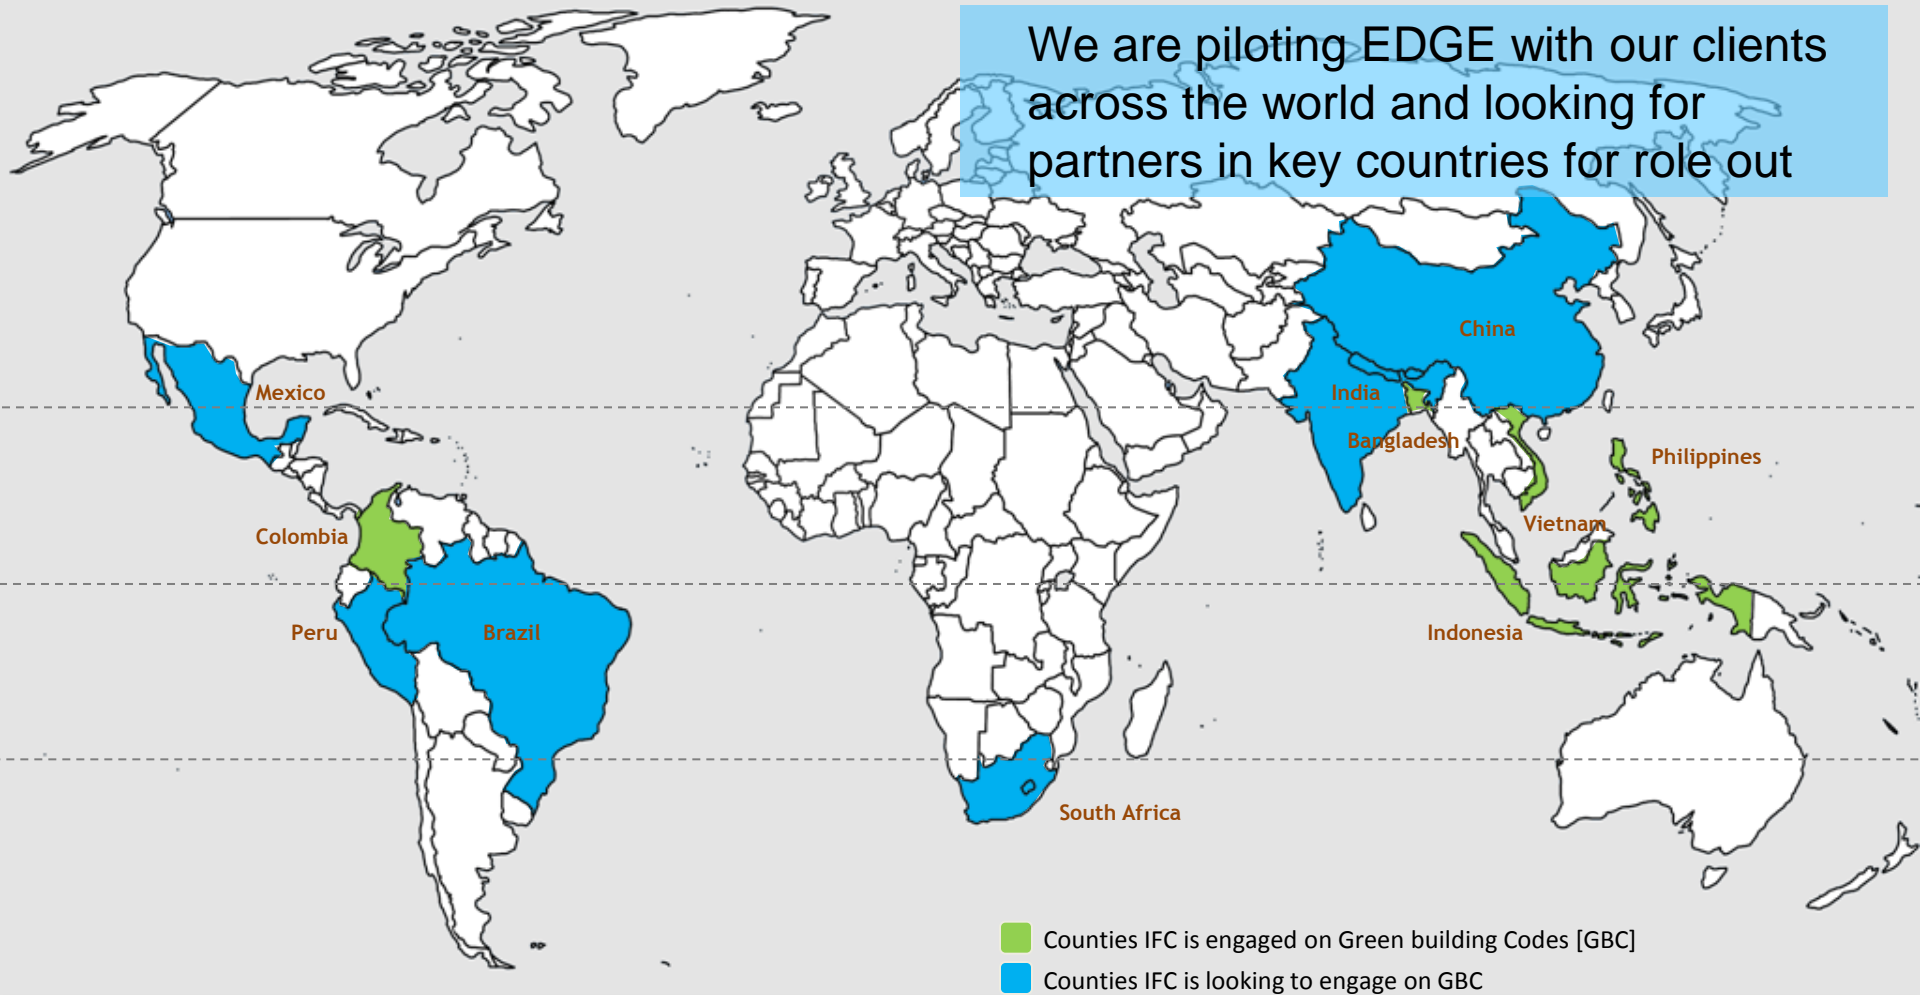 We are piloting EDGE with our clients
across the world and looking for
partners in key countries for role out
China
Mexico
India
Bangladesh
Philippines
Colombia
Vietnam
Peru
Brazil
Indonesia
South Africa
Counties IFC is engaged on Green building Codes [GBC]
Counties IFC is looking to engage on GBC